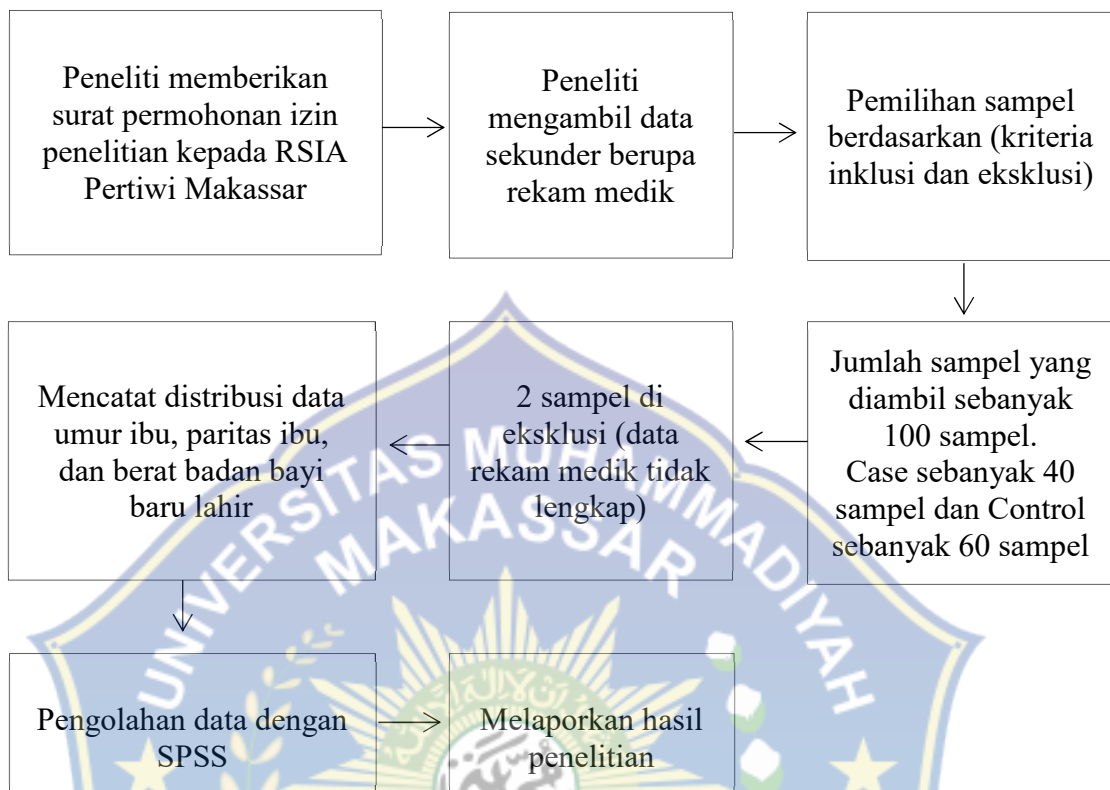 Peneliti memberikan
surat permohonan izin
penelitian kepada RSIA
Pertiwi Makassar
Peneliti
mengambil data
sekunder berupa
rekam medik
Pemilihan sampel
berdasarkan (kriteria
inklusi dan eksklusi)
Jumlah sampel yang
diambil sebanyak
100 sampel.
Case sebanyak 40
sampel dan Control
sebanyak 60 sampel
2 sampel di
eksklusi (data
rekam medik tidak
lengkap)
Mencatat distribusi data
umur ibu, paritas ibu,
dan berat badan bayi
baru lahir
Pengolahan data dengan
SPSS
Melaporkan hasil
penelitian
UNIVERSITAS MUHAMMADIYAH
MAKASSAR